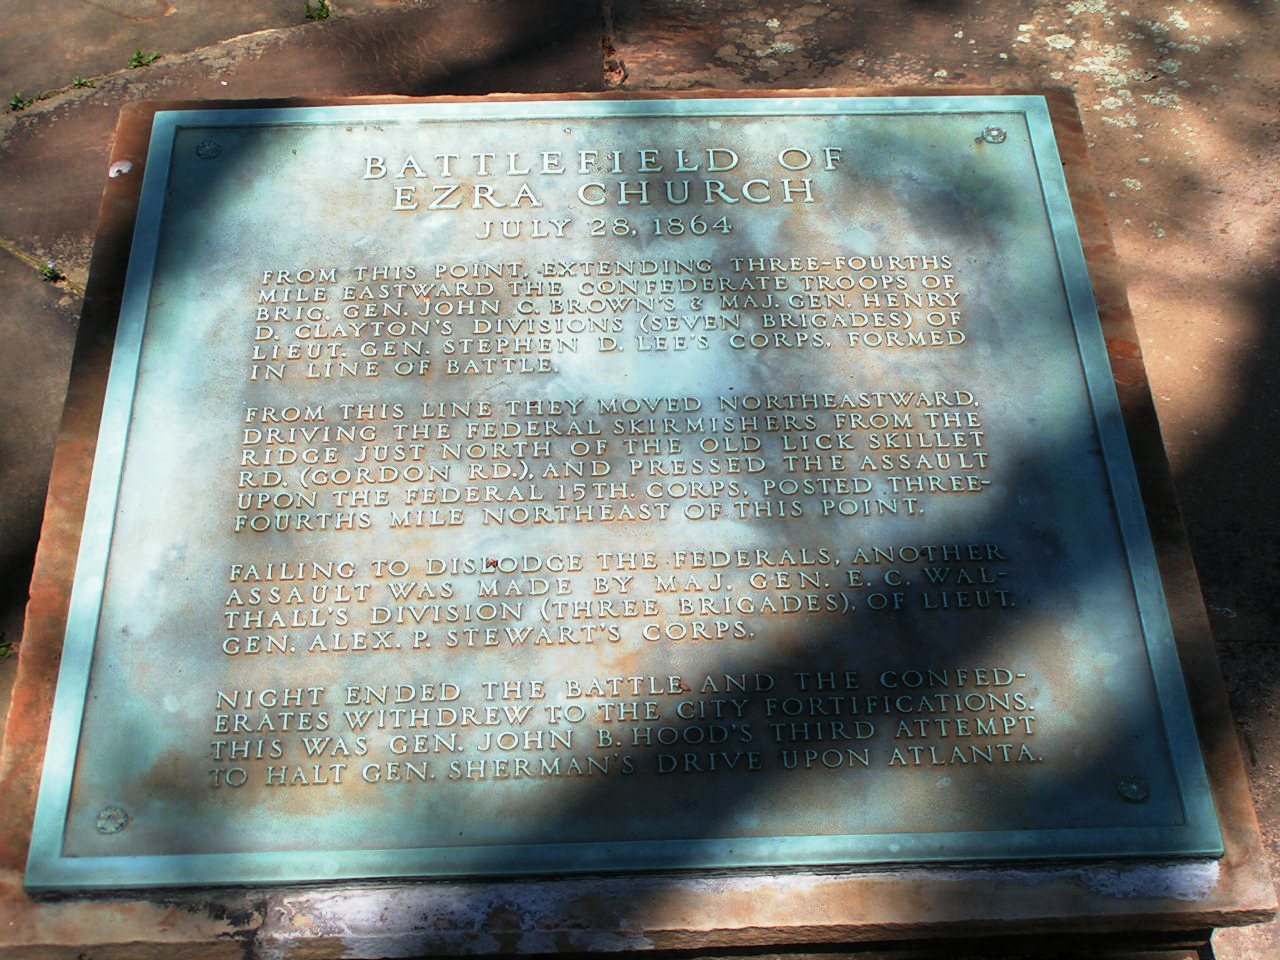 BATTLEFIELD OF
EZRA CHURCH
JULY 28, 1864
FROM THIS POINT, EXTENDING THREE-FOURTHS
MILE EASTWARD THE CONFEDERATE TROOPS OF
BRIG. GEN. JOHN C. BROWN'S & MAJ. GEN. HENRY
D. CLAYTON'S DIVISIONS (SEVEN BRIGADES) OF
LIEUT. GEN. STEPHEN D. LEE'S CORPS, FORMED
IN LINE OF BATTLE.
FROM THIS LINE THEY MOVED NORTHEASTWARD,
DRIVING THE FEDERAL SKIRMISHERS FROM THE
RIDGE JUST NORTH OF THE OLD LICK SKILLET
RD. (GORDON RD.), AND PRESSED THE ASSAULT
UPON THE FEDERAL 15TH. CORPS, POSTED THREE-
FOURTHS MILE NORTHEAST OF THIS POINT.
FAILING TO DISLODGE THE FEDERALS, ANOTHER
ASSAULT WAS MADE BY MAJ. GEN. E. C. WAL-
THALL'S DIVISION (THREE BRIGADES), OF LIEUT.
GEN. ALEX. P. STEWART'S CORPS.
NIGHT ENDED THE BATTLE AND THE CONFED-
ERATES WITHDREW TO THE CITY FORTIFICATIONS.
THIS WAS GEN. JOHN B. HOOD'S THIRD ATTEMPT
TO HALT GEN. SHERMAN'S DRIVE UPON ATLANTA.